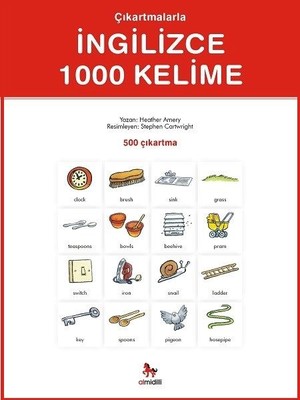 Çıkartmalarla
İNGİLİZCE
1000 KELİME
Yazan: Heather Amery
Resimleyen: Stephen Cartwright
500 çıkartma
clock brush sink grass
teaspoons bowls beehive pram
switch iron snail ladder
key spoons pigeon hosepipe
almidilli